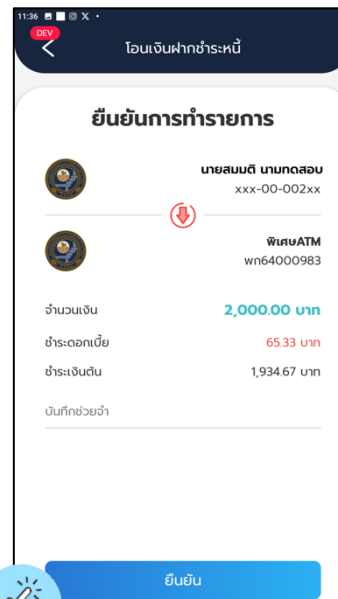 11:36
DEV
โอนเงินฝากชำระหนี้
ยืนยันการทำรายการ
นายสมมติ นามทดสอบ
xxx-00-002xx
พิเศษATM
พก64000983
จำนวนเงิน 2,000.00 บาท
ชำระดอกเบี้ย 65.33 บาท
ชำระเงินต้น 1,934.67 บาท
บันทึกช่วยจำ
ยืนยัน